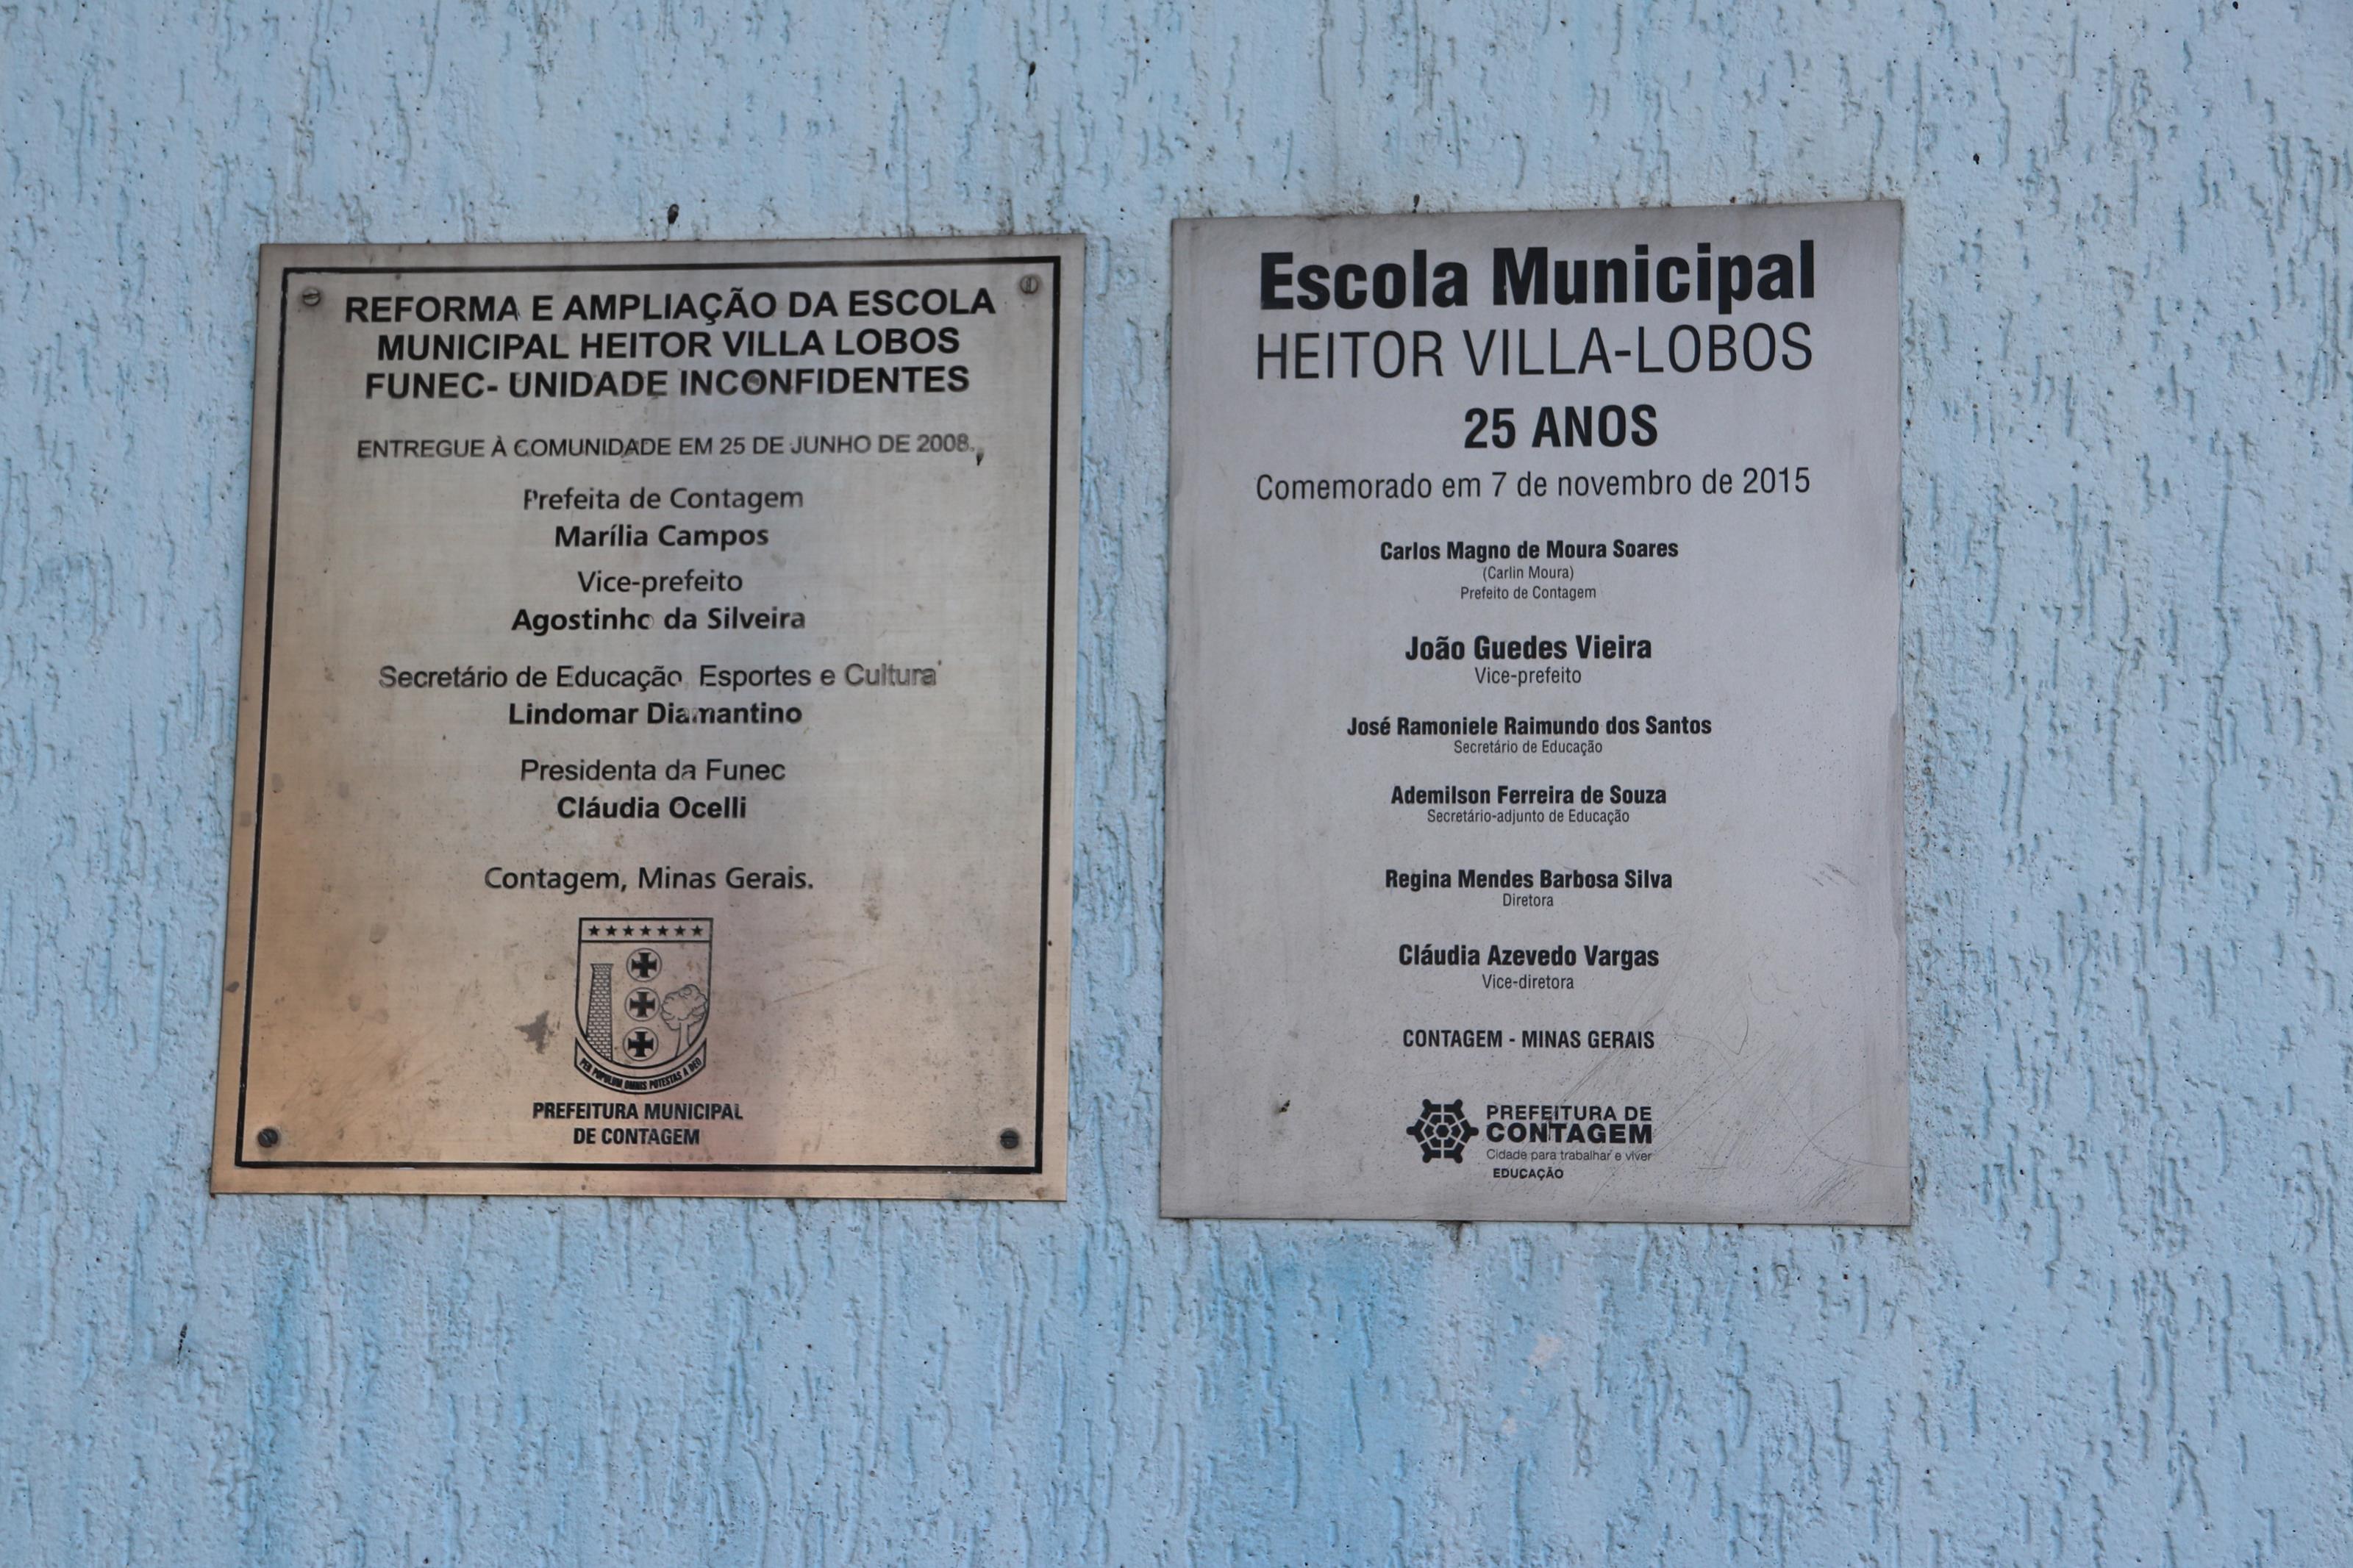 REFORMA E AMPLIAÇÃO DA ESCOLA
MUNICIPAL HEITOR VILLA LOBOS
FUNEC- UNIDADE INCONFIDENTES
ENTREGUE À COMUNIDADE EM 25 DE JUNHO DE 2008.
Prefeita de Contagem
Marília Campos
Vice-prefeito
Agostinho da Silveira
Secretário de Educação Esportes e Cultura
Lindomar Diamantino
Presidenta da Funec
Cláudia Ocelli
Contagem, Minas Gerais.
PER POPULUM OMNIS POTESTAS A DEO
PREFEITURA MUNICIPAL
DE CONTAGEM
Escola Municipal
HEITOR VILLA-LOBOS
25 ANOS
Comemorado em 7 de novembro de 2015
Carlos Magno de Moura Soares
(Carlin Moura)
Prefeito de Contagem
João Guedes Vieira
Vice-prefeito
José Ramoniele Raimundo dos Santos
Secretário de Educação
Ademilson Ferreira de Souza
Secretário-adjunto de Educação
Regina Mendes Barbosa Silva
Diretora
Cláudia Azevedo Vargas
Vice-diretora
CONTAGEM - MINAS GERAIS
PREFEITURA DE
CONTAGEM
Cidade para trabalhar e viver
EDUCAÇÃO